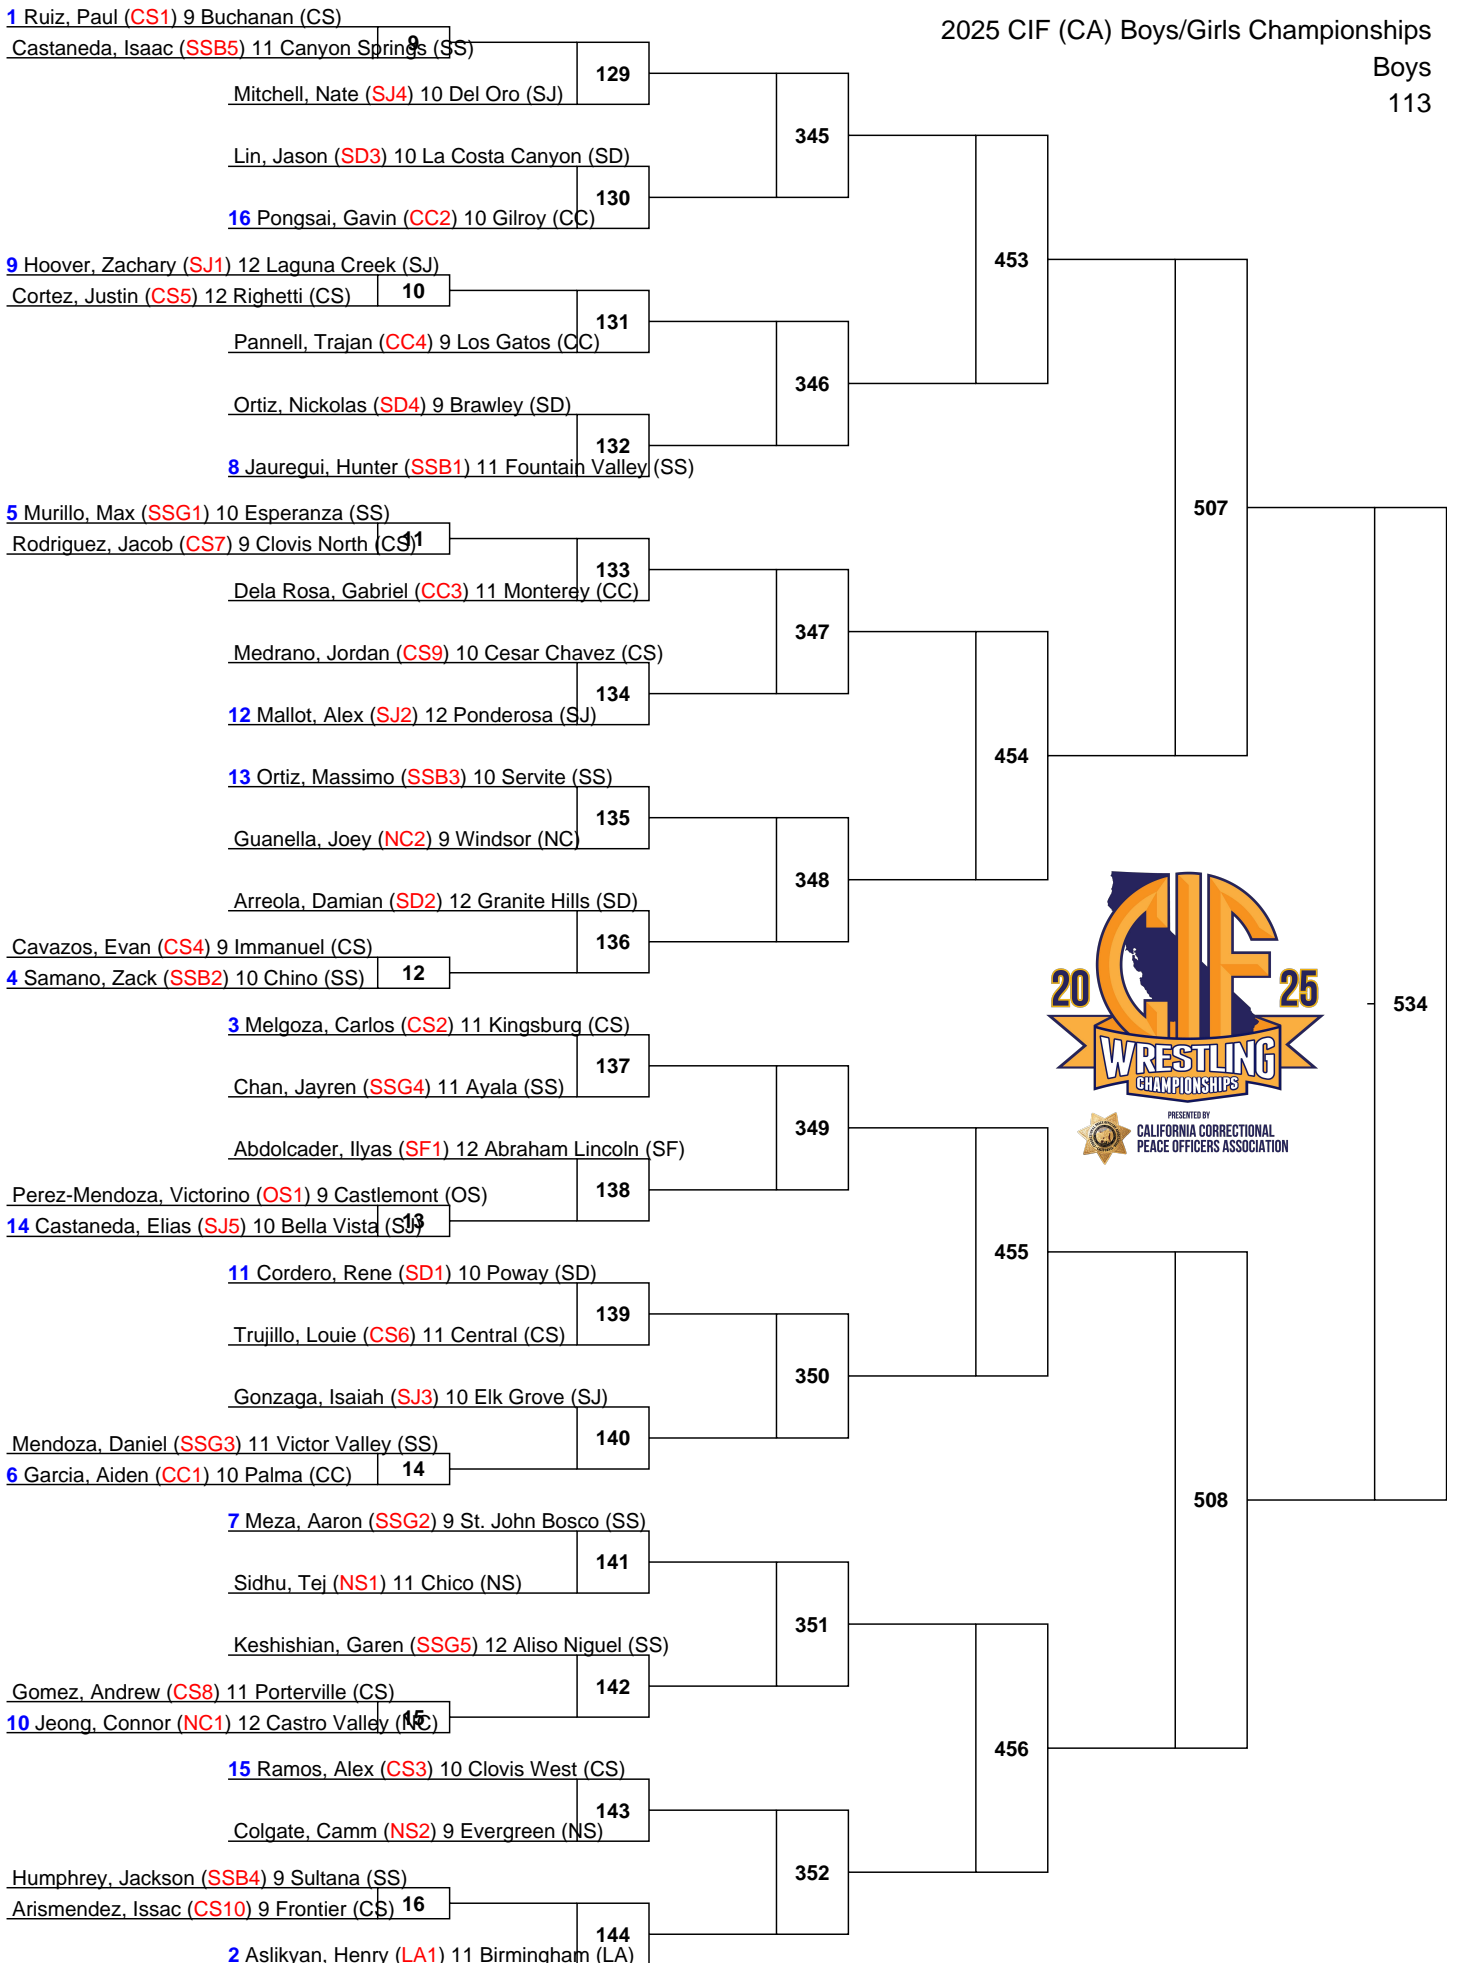 2025 CIF (CA) Boys/Girls Championships
Boys
113
1 Ruiz, Paul (CS1) 9 Buchanan (CS)
9
Castaneda, Isaac (SSB5) 11 Canyon Springs (SS)
129
Mitchell, Nate (SJ4) 10 Del Oro (SJ)
345
Lin, Jason (SD3) 10 La Costa Canyon (SD)
130
16 Pongsai, Gavin (CC2) 10 Gilroy (CC)
453
9 Hoover, Zachary (SJ1) 12 Laguna Creek (SJ)
10
Cortez, Justin (CS5) 12 Righetti (CS)
131
Pannell, Trajan (CC4) 9 Los Gatos (CC)
346
Ortiz, Nickolas (SD4) 9 Brawley (SD)
132
8 Jauregui, Hunter (SSB1) 11 Fountain Valley (SS)
507
5 Murillo, Max (SSG1) 10 Esperanza (SS)
11
Rodriguez, Jacob (CS7) 9 Clovis North (CS)
133
Dela Rosa, Gabriel (CC3) 11 Monterey (CC)
347
Medrano, Jordan (CS9) 10 Cesar Chavez (CS)
134
12 Mallot, Alex (SJ2) 12 Ponderosa (SJ)
454
13 Ortiz, Massimo (SSB3) 10 Servite (SS)
135
Guanella, Joey (NC2) 9 Windsor (NC)
348
Arreola, Damian (SD2) 12 Granite Hills (SD)
136
Cavazos, Evan (CS4) 9 Immanuel (CS)
12
4 Samano, Zack (SSB2) 10 Chino (SS)
20 CIF 25
WRESTLING
CHAMPIONSHIPS
PRESENTED BY
CALIFORNIA CORRECTIONAL
PEACE OFFICERS ASSOCIATION
534
3 Melgoza, Carlos (CS2) 11 Kingsburg (CS)
137
Chan, Jayren (SSG4) 11 Ayala (SS)
349
Abdolcader, Ilyas (SF1) 12 Abraham Lincoln (SF)
138
Perez-Mendoza, Victorino (OS1) 9 Castlemont (OS)
13
14 Castaneda, Elias (SJ5) 10 Bella Vista (SJ)
455
11 Cordero, Rene (SD1) 10 Poway (SD)
139
Trujillo, Louie (CS6) 11 Central (CS)
350
Gonzaga, Isaiah (SJ3) 10 Elk Grove (SJ)
140
Mendoza, Daniel (SSG3) 11 Victor Valley (SS)
14
6 Garcia, Aiden (CC1) 10 Palma (CC)
508
7 Meza, Aaron (SSG2) 9 St. John Bosco (SS)
141
Sidhu, Tej (NS1) 11 Chico (NS)
351
Keshishian, Garen (SSG5) 12 Aliso Niguel (SS)
142
Gomez, Andrew (CS8) 11 Porterville (CS)
15
10 Jeong, Connor (NC1) 12 Castro Valley (NC)
456
15 Ramos, Alex (CS3) 10 Clovis West (CS)
143
Colgate, Camm (NS2) 9 Evergreen (NS)
352
Humphrey, Jackson (SSB4) 9 Sultana (SS)
16
Arismendez, Issac (CS10) 9 Frontier (CS)
144
2 Aslikyan, Henry (LA1) 11 Birmingham (LA)